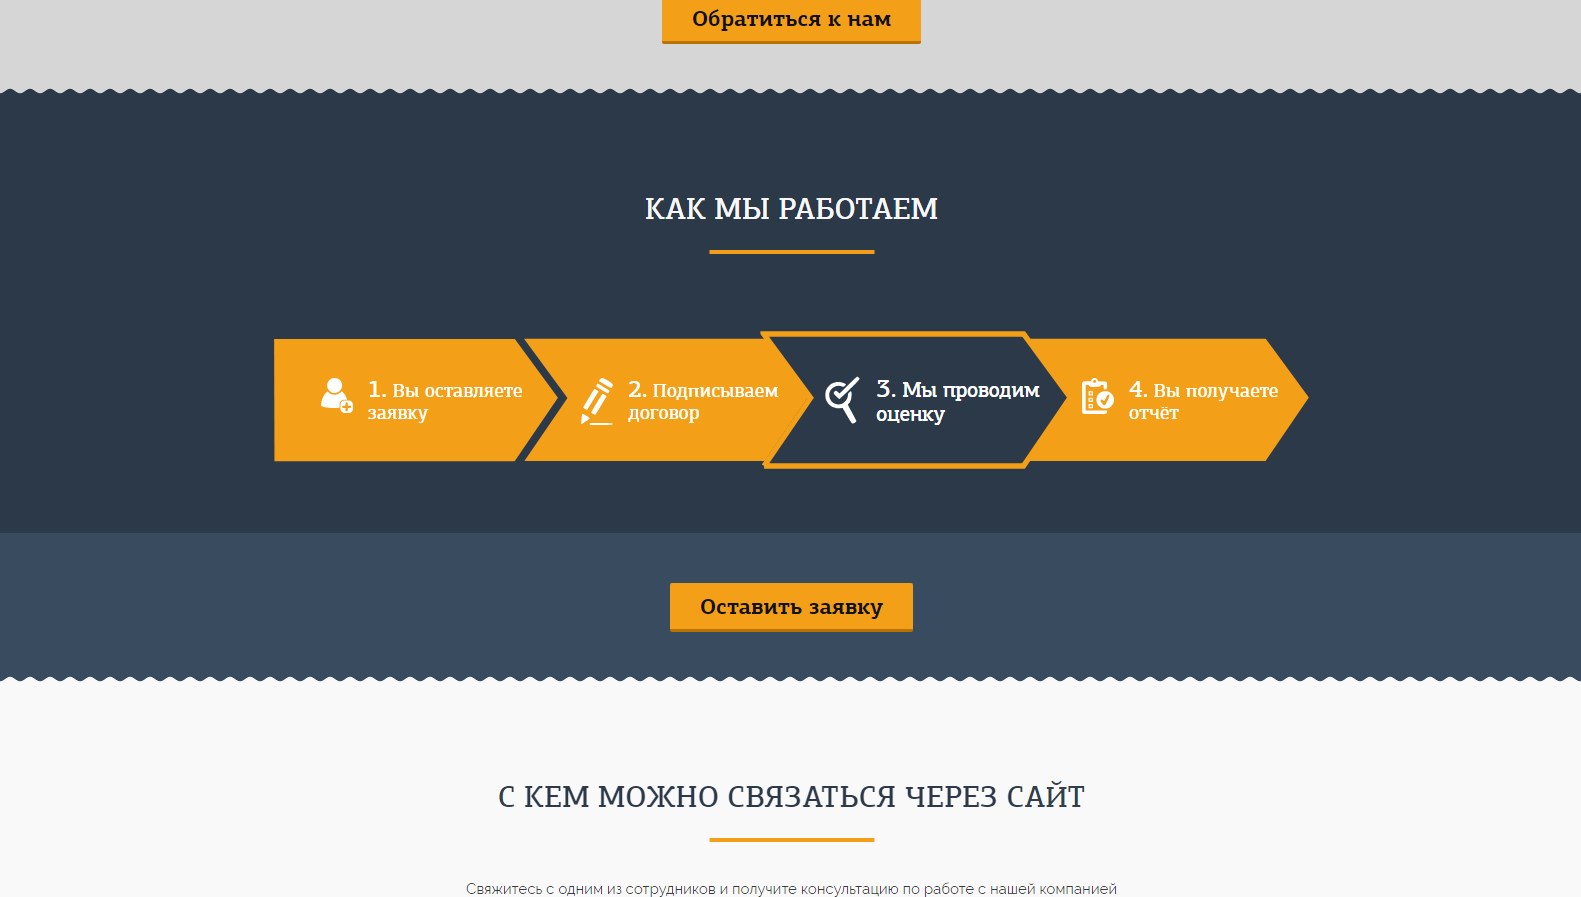 Обратиться к нам
КАК МЫ РАБОТАЕМ
1. Вы оставляете
заявку
2. Подписываем
договор
3. Мы проводим
оценку
4. Вы получаете
отчёт
Оставить заявку
С КЕМ МОЖНО СВЯЗАТЬСЯ ЧЕРЕЗ САЙТ
Свяжитесь с одним из сотрудников и получите консультацию по работе с нашей компанией